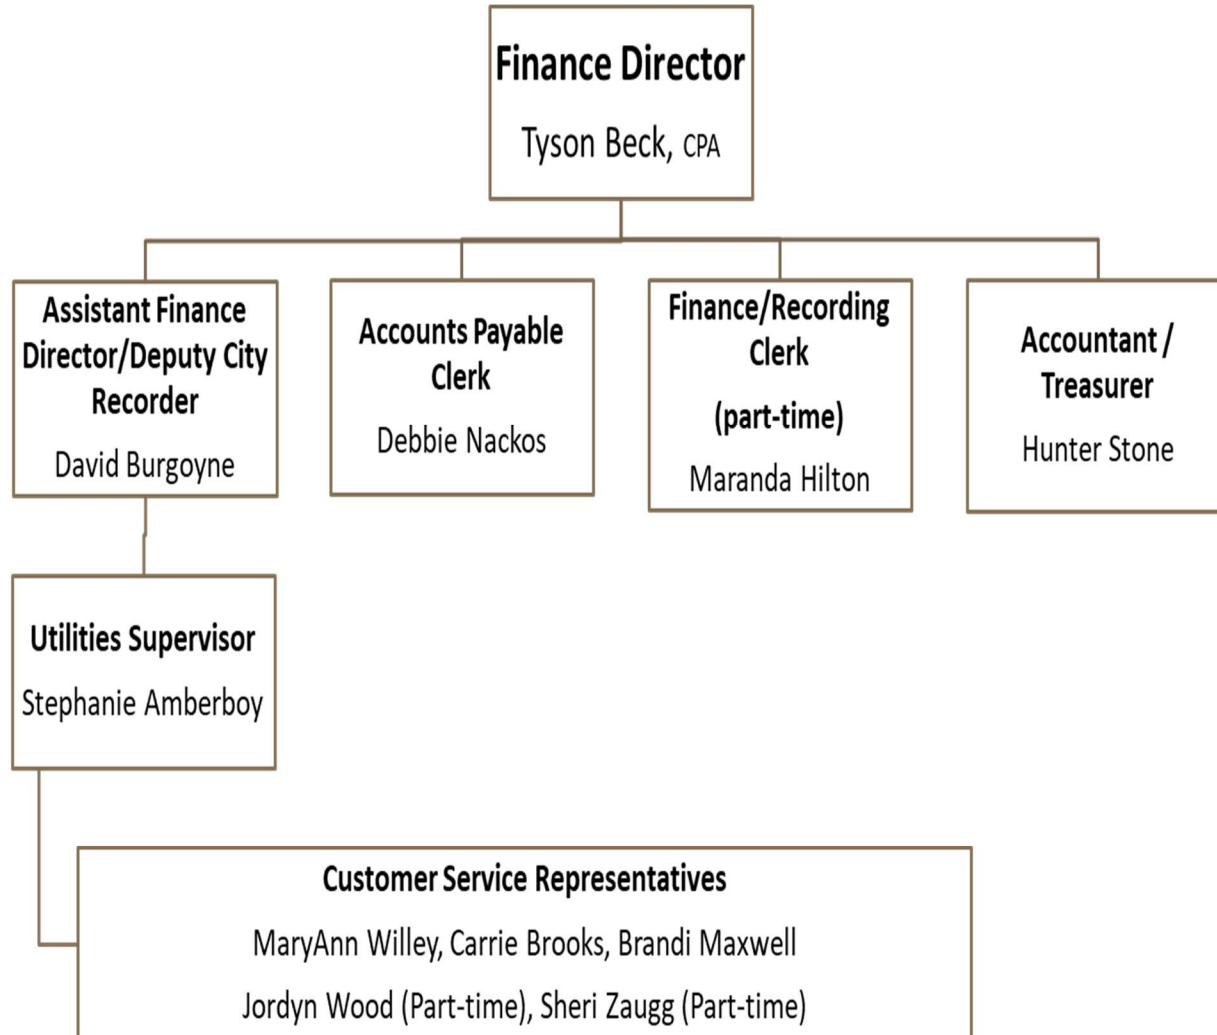 Finance Director
Tyson Beck, CPA
Assistant Finance
Director/Deputy City
Recorder
David Burgoyne
Accounts Payable
Clerk
Debbie Nackos
Finance/Recording
Clerk
(part-time)
Maranda Hilton
Accountant /
Treasurer
Hunter Stone
Utilities Supervisor
Stephanie Amberboy
Customer Service Representatives
MaryAnn Willey, Carrie Brooks, Brandi Maxwell
Jordyn Wood (Part-time), Sheri Zaugg (Part-time)